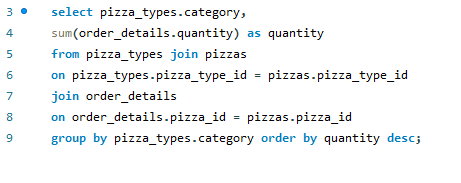 3 select pizza_types.category,
4 sum(order_details.quantity) as quantity
5 from pizza_types join pizzas
6 on pizza_types.pizza_type_id = pizzas.pizza_type_id
7 join order_details
8 on order_details.pizza_id = pizzas.pizza_id
9 group by pizza_types.category order by quantity desc;